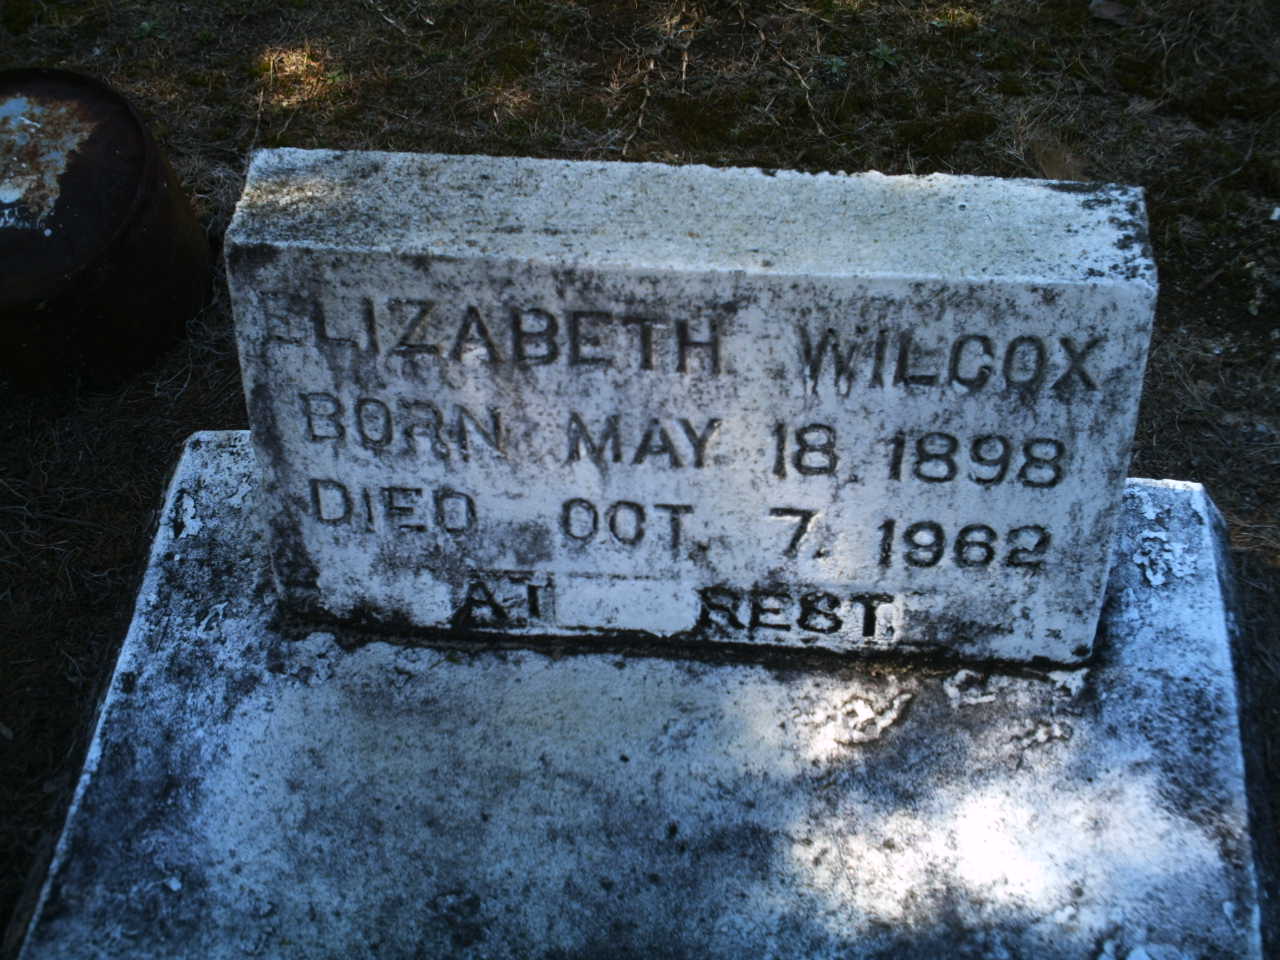 ELIZABETH WILCOX
BORN MAY 18. 1898
DIED OCT. 7. 1962
AT REST.